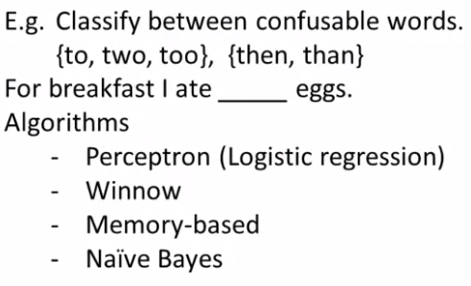 E.g. Classify between confusable words.
{to, two, too}, {then, than}
For breakfast I ate ______ eggs.
Algorithms
- Perceptron (Logistic regression)
- Winnow
- Memory-based
- Naïve Bayes